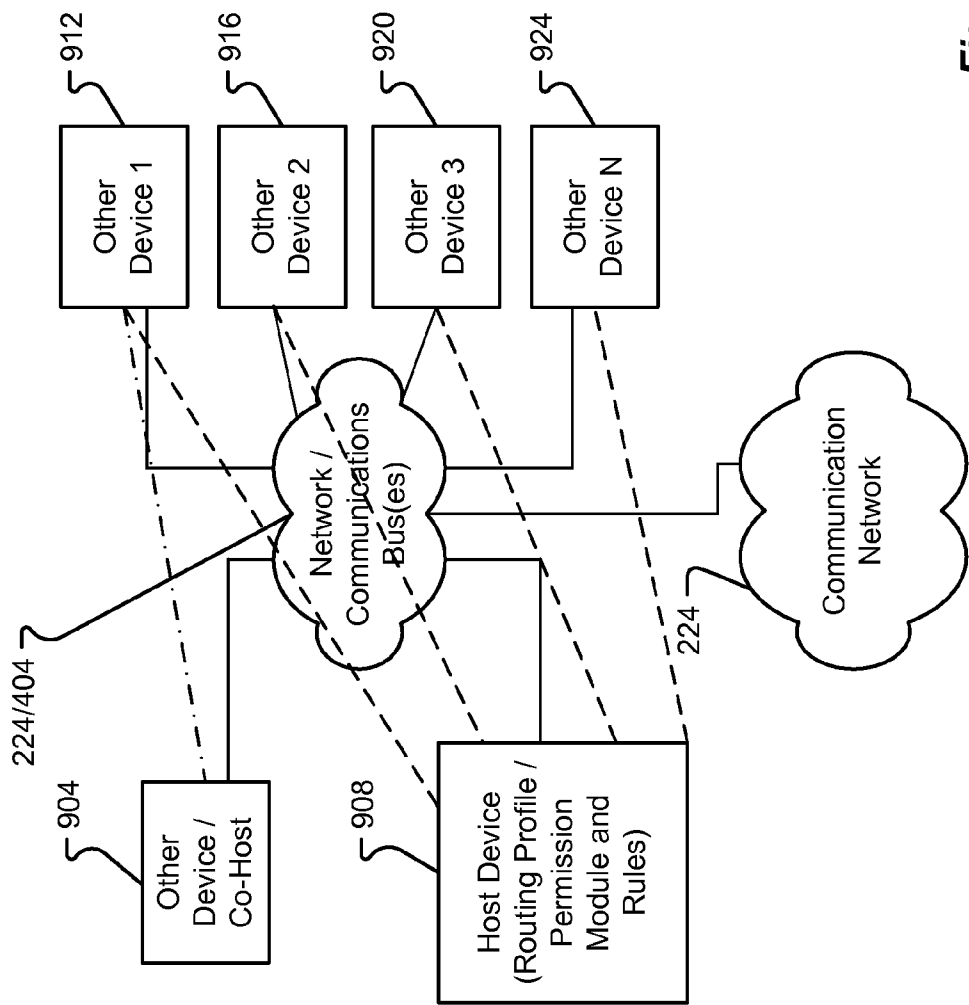 912
916
920
924
Other
Device 1
Other
Device 2
Other
Device 3
Other
Device N
Network /
Communications
Bus(es)
224/404
904
Other
Device /
Co-Host
908
Host Device
(Routing Profile /
Permission
Module and
Rules)
224
Communication
Network